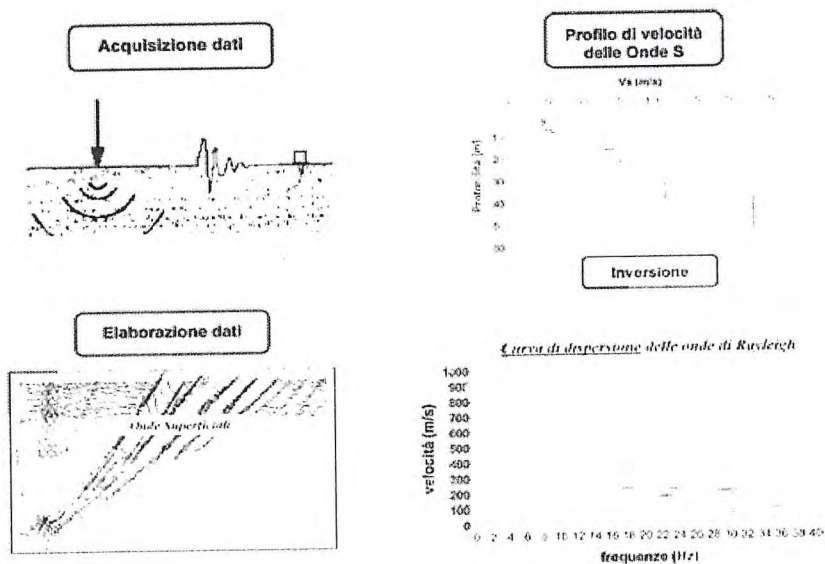 Acquisizione dati
Profilo di velocità
delle Onde S
Vs (m/s)
Inversione
Elaborazione dati
Onde Superficiali
Curva di dispersione delle onde di Rayleigh
velocità (m/s)
1000
900
800
700
600
500
400
300
200
100
0
0 2 4 6 8 10 12 14 16 18 20 22 24 26 28 30 32 34 36 38 400
frequenze (Hz)